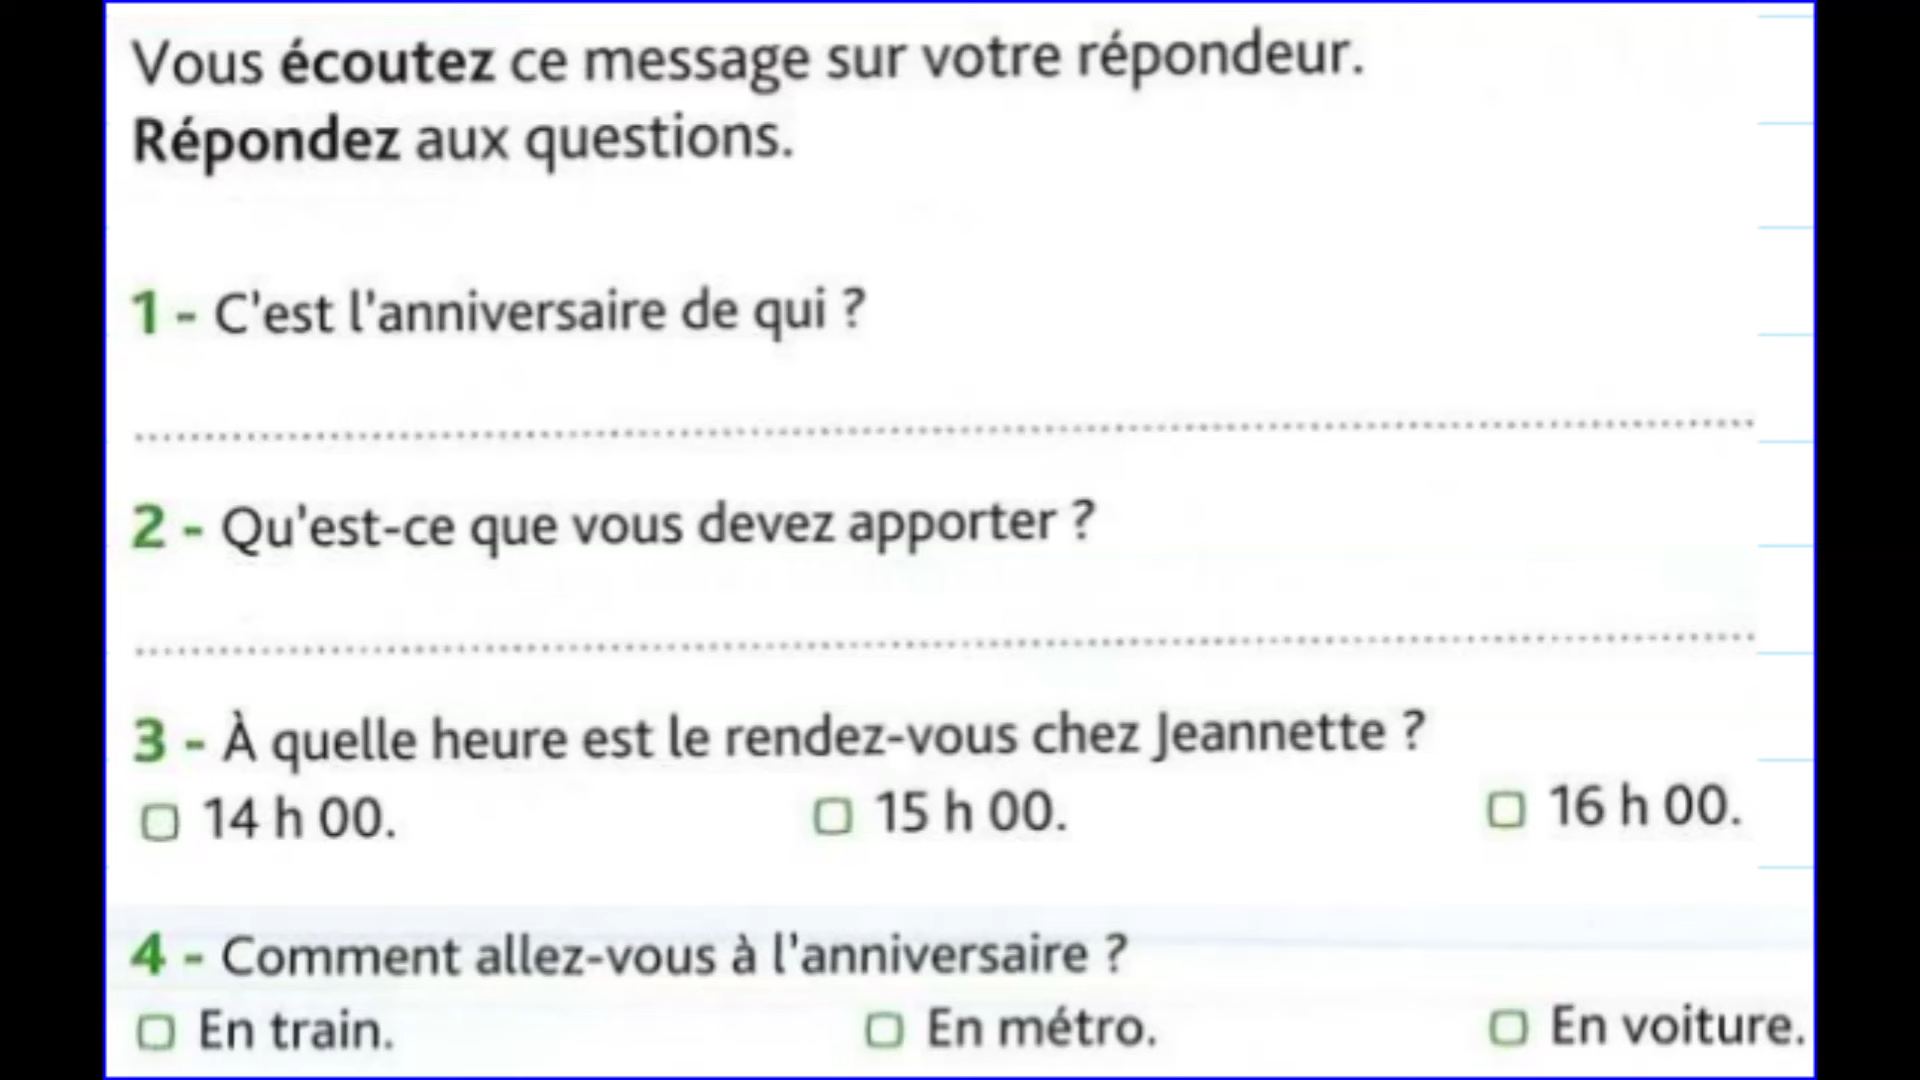 Vous écoutez ce message sur votre répondeur.
Répondez aux questions.
1 - C'est l'anniversaire de qui ?
2 - Qu'est-ce que vous devez apporter ?
3 - À quelle heure est le rendez-vous chez Jeannette ?
14 h 00. 15 h 00. 16 h 00.
4 - Comment allez-vous à l'anniversaire ?
En train. En métro. En voiture.